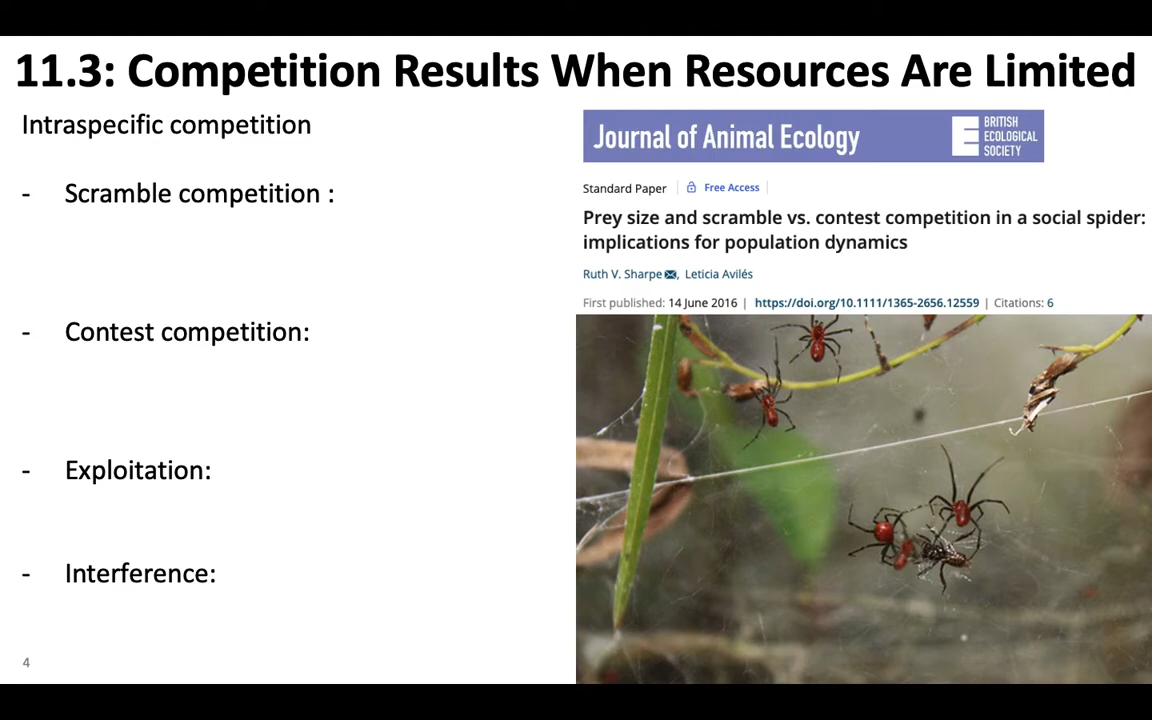 11.3: Competition Results When Resources Are Limited
Intraspecific competition
- Scramble competition :
- Contest competition:
- Exploitation:
- Interference:
4
Journal of Animal Ecology
BRITISH
ECOLOGICAL
SOCIETY
Standard Paper | Free Access |
Prey size and scramble vs. contest competition in a social spider:
implications for population dynamics
Ruth V. Sharpe, Leticia Avilés
First published: 14 June 2016 | https://doi.org/10.1111/1365-2656.12559 | Citations: 6